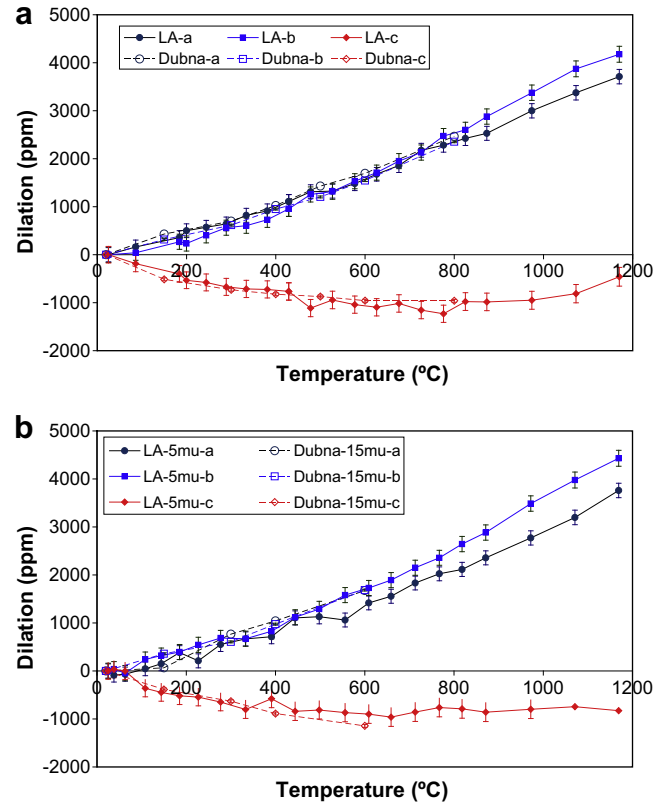 a
LA-a LA-b LA-c
Dubna-a Dubna-b Dubna-c
5000
4000
3000
2000
1000
0
-1000
-2000
0 200 400 600 800 1000 1200
Dilation (ppm)
Temperature (ºC)
b
LA-5mu-a Dubna-15mu-a
LA-5mu-b Dubna-15mu-b
LA-5mu-c Dubna-15mu-c
5000
4000
3000
2000
1000
0
-1000
-2000
0 200 400 600 800 1000 1200
Dilation (ppm)
Temperature (ºC)